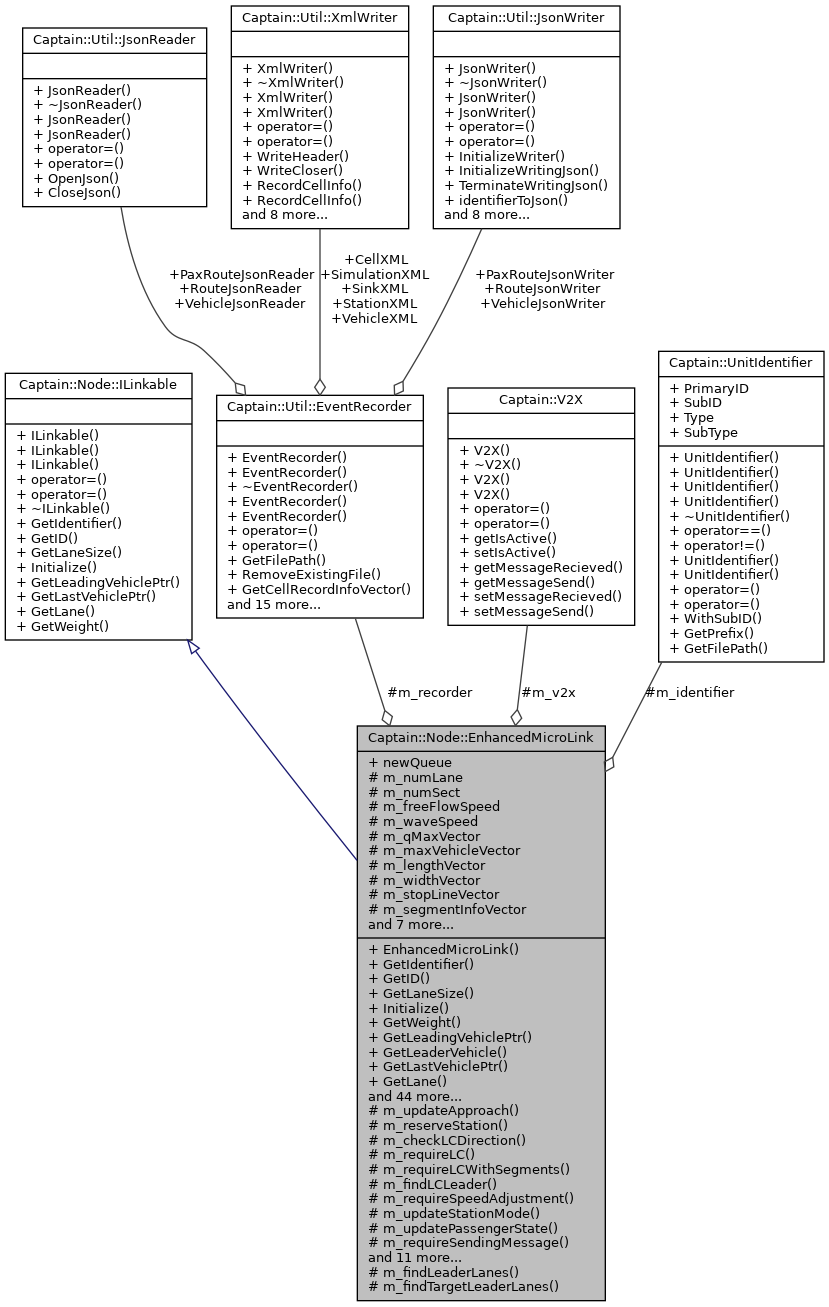 Captain::Util::JsonReader
+ JsonReader()
+ ~JsonReader()
+ JsonReader()
+ JsonReader()
+ operator=()
+ operator=()
+ OpenJson()
+ CloseJson()
Captain::Util::XmlWriter
+ XmlWriter()
+ ~XmlWriter()
+ XmlWriter()
+ XmlWriter()
+ operator=()
+ operator=()
+ WriteHeader()
+ WriteCloser()
+ RecordCellInfo()
+ RecordCellInfo()
and 8 more...
Captain::Util::JsonWriter
+ JsonWriter()
+ ~JsonWriter()
+ JsonWriter()
+ JsonWriter()
+ operator=()
+ operator=()
+ InitializeWriter()
+ InitializeWritingJson()
+ TerminateWritingJson()
+ identifierToJson()
and 8 more...
+PaxRouteJsonReader
+RouteJsonReader
+VehicleJsonReader
+CellXML
+SimulationXML
+SinkXML
+StationXML
+VehicleXML
+PaxRouteJsonWriter
+RouteJsonWriter
+VehicleJsonWriter
Captain::Node::ILinkable
+ ILinkable()
+ ILinkable()
+ ILinkable()
+ operator=()
+ operator=()
+ ~ILinkable()
+ GetIdentifier()
+ GetID()
+ GetLaneSize()
+ Initialize()
+ GetLeadingVehiclePtr()
+ GetLastVehiclePtr()
+ GetLane()
+ GetWeight()
Captain::Util::EventRecorder
+ EventRecorder()
+ EventRecorder()
+ ~EventRecorder()
+ EventRecorder()
+ EventRecorder()
+ operator=()
+ operator=()
+ GetFilePath()
+ RemoveExistingFile()
+ GetCellRecordInfoVector()
and 15 more...
Captain::V2X
+ V2X()
+ ~V2X()
+ V2X()
+ V2X()
+ operator=()
+ operator=()
+ getIsActive()
+ setIsActive()
+ getMessageRecieved()
+ getMessageSend()
+ setMessageRecieved()
+ setMessageSend()
Captain::UnitIdentifier
+ PrimaryID
+ SubID
+ Type
+ SubType
+ UnitIdentifier()
+ UnitIdentifier()
+ UnitIdentifier()
+ UnitIdentifier()
+ ~UnitIdentifier()
+ operator==()
+ operator!=()
+ UnitIdentifier()
+ UnitIdentifier()
+ operator=()
+ operator=()
+ WithSubID()
+ GetPrefix()
+ GetFilePath()
#m_recorder
#m_v2x
#m_identifier
Captain::Node::EnhancedMicroLink
+ newQueue
# m_numLane
# m_numSect
# m_freeFlowSpeed
# m_waveSpeed
# m_qMaxVector
# m_maxVehicleVector
# m_lengthVector
# m_widthVector
# m_stopLineVector
# m_segmentInfoVector
and 7 more...
+ EnhancedMicroLink()
+ GetIdentifier()
+ GetID()
+ GetLaneSize()
+ Initialize()
+ GetWeight()
+ GetLeadingVehiclePtr()
+ GetLeaderVehicle()
+ GetLastVehiclePtr()
+ GetLane()
and 44 more...
# m_updateApproach()
# m_reserveStation()
# m_checkLCDirection()
# m_requireLC()
# m_requireLCWithSegments()
# m_findLCLeader()
# m_requireSpeedAdjustment()
# m_updateStationMode()
# m_updatePassengerState()
# m_requireSendingMessage()
and 11 more...
# m_findLeaderLanes()
# m_findTargetLeaderLanes()